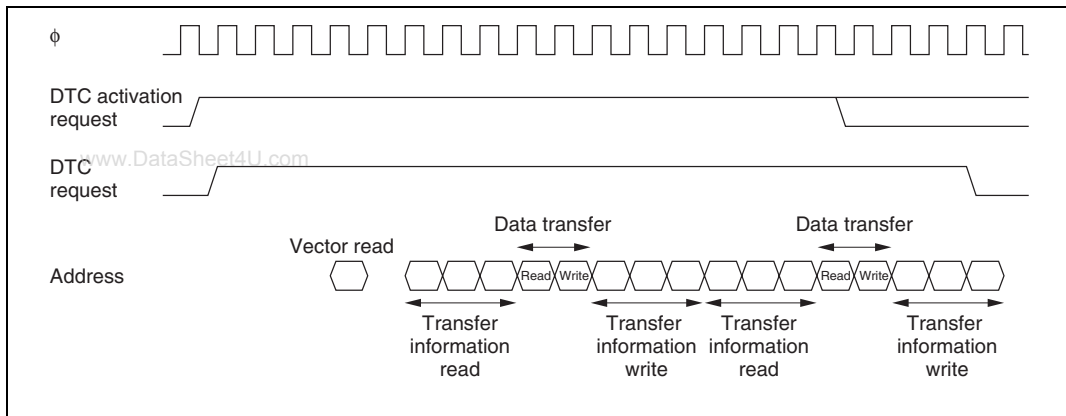 ϕ
DTC activation
request
www.DataSheet4U.com
DTC
request
Data transfer
Data transfer
Vector read
Address
Read Write
Read Write
Transfer
information
read
Transfer
information
write
Transfer
information
read
Transfer
information
write